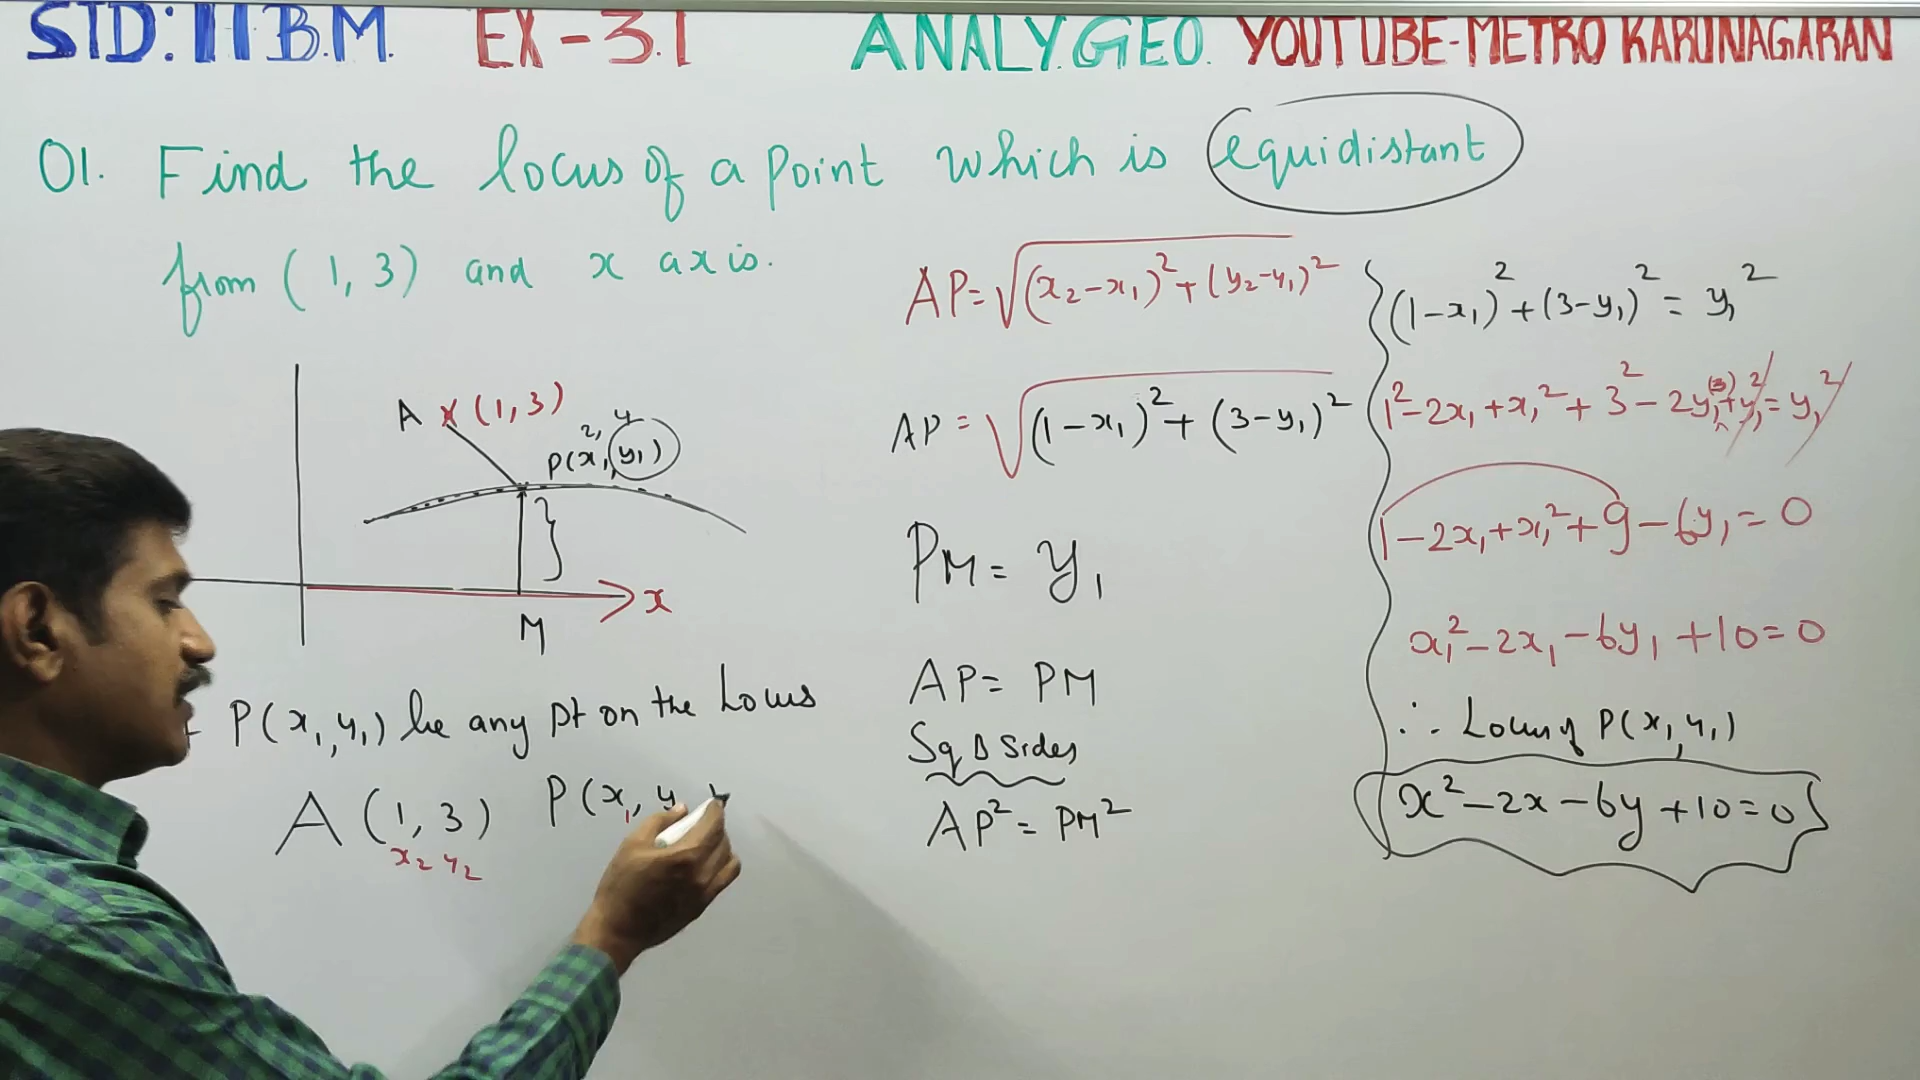 STD: 11 B.M. EX - 3.1 ANALY.GEO. YOUTUBE-METRO KARUNAGARAN
01. Find the locus of a point which is equidistant
from (1, 3) and x axis.
A (1, 3)
x, y
P(x₁, y₁)
x
M
P(x₁, y₁) be any pt on the Locus
A (1, 3) P(x₁, y
x₂ y₂
AP = √(x₂ - x₁)² + (y₂ - y₁)²
AP = √(1 - x₁)² + (3 - y₁)²
PM = y₁
AP = PM
Sq B Sides
AP² = PM²
(1 - x₁)² + (3 - y₁)² = y₁²
1² - 2x₁ + x₁² + 3² - 2y₁(3) + y₁² = y₁²
1 - 2x₁ + x₁² + 9 - 6y₁ = 0
x₁² - 2x₁ - 6y₁ + 10 = 0
∴ Locus of P(x₁, y₁)
x² - 2x - 6y + 10 = 0